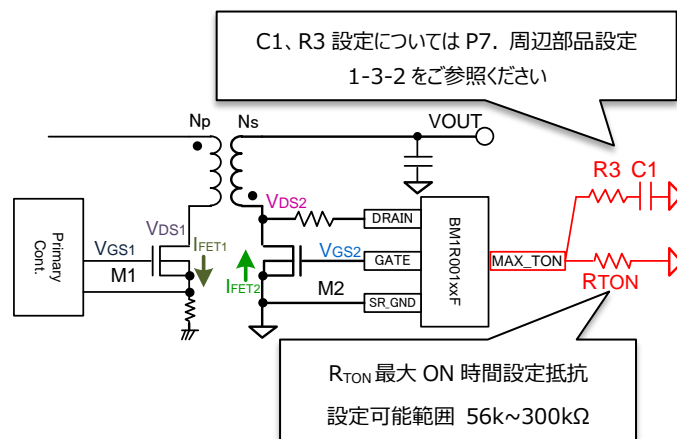 C1、R3 設定については P7. 周辺部品設定
1-3-2 をご参照ください
Np
Ns
VOUT
R3 C1
VDS2
DRAIN
BM1R001xxF
Primary
Cont.
VDS1
IFET1
VGS1
VGS2
GATE
MAX_TON
M1
IFET2
M2
SR_GND
RTON
RTON 最大 ON 時間設定抵抗
設定可能範囲 56k~300kΩ